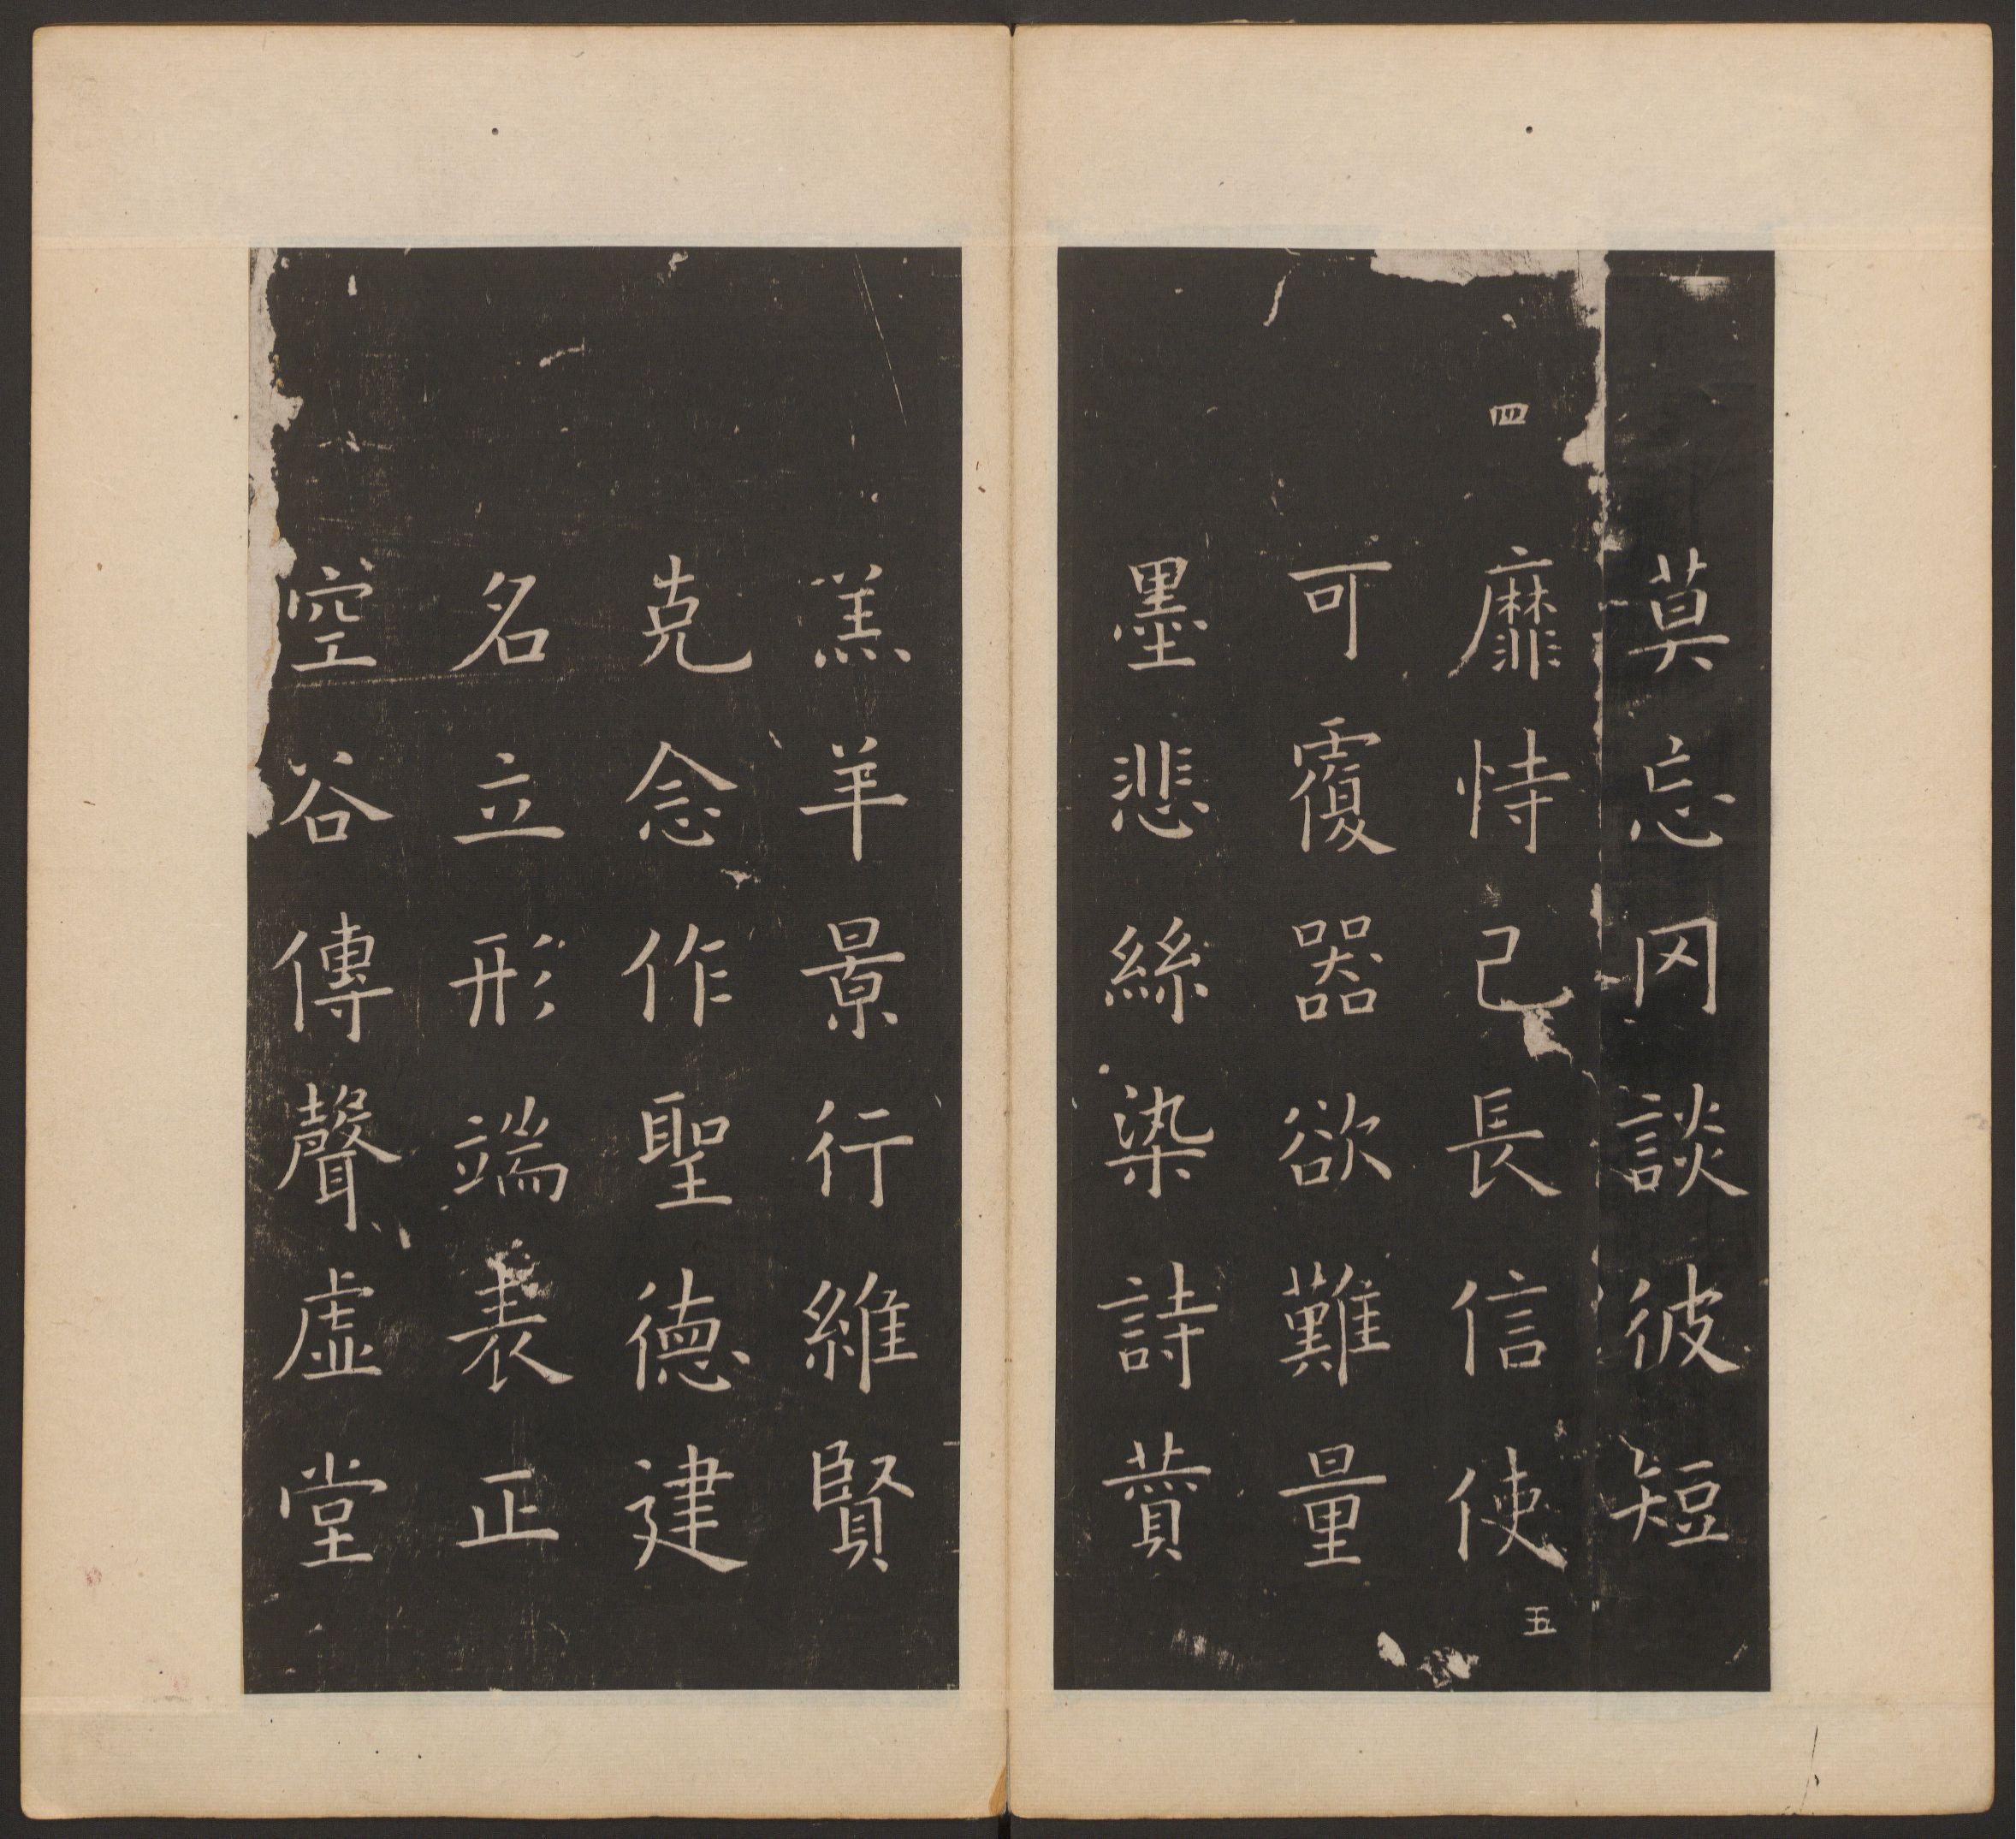 莫忘冈談彼短
四
靡恃己長信使
五
可覆器欲難量
墨悲絲染詩薋
羔羊景行維賢
克念作聖德建
名立形端表正
空谷傳聲虛堂